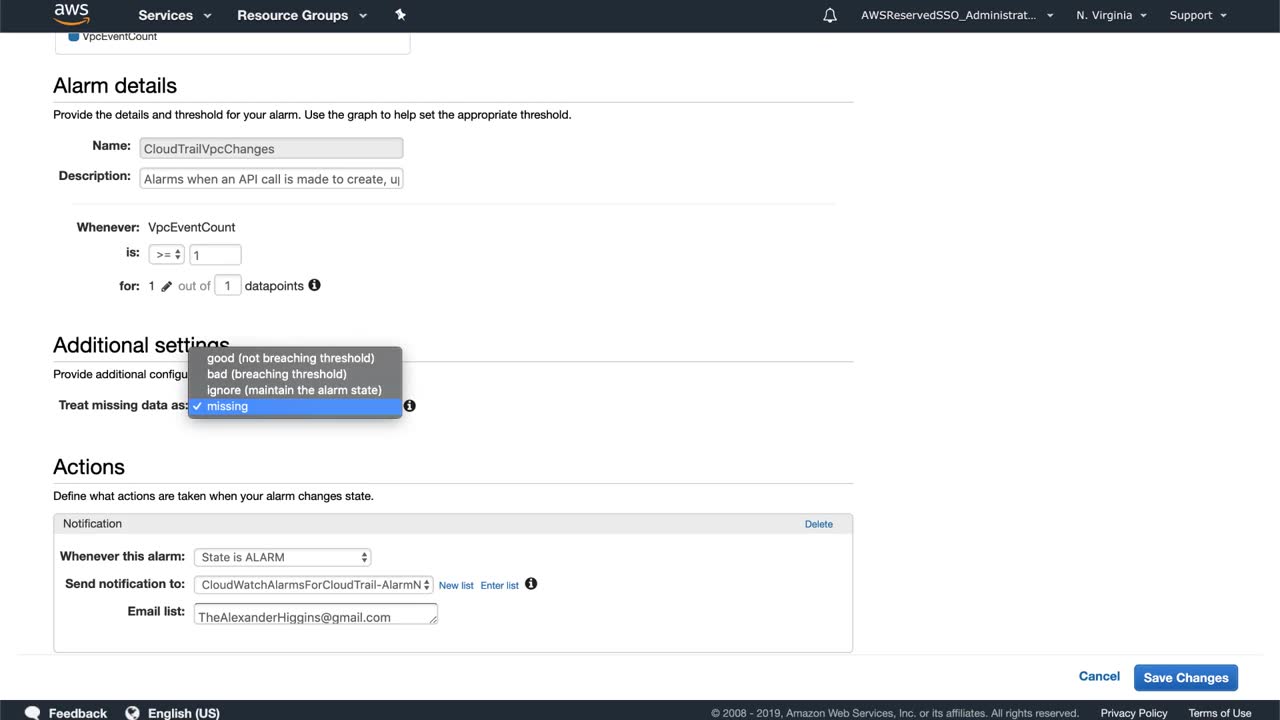 aws Services Resource Groups AWSReservedSSO_Administrat... N. Virginia Support
VpcEventCount
Alarm details
Provide the details and threshold for your alarm. Use the graph to help set the appropriate threshold.
Name: CloudTrailVpcChanges
Description: Alarms when an API call is made to create, up
Whenever: VpcEventCount
is: >= 1
for: 1 out of 1 datapoints
Additional settings
Provide additional configu
good (not breaching threshold)
bad (breaching threshold)
ignore (maintain the alarm state)
Treat missing data as: ✓ missing
Actions
Define what actions are taken when your alarm changes state.
Notification Delete
Whenever this alarm: State is ALARM
Send notification to: CloudWatchAlarmsForCloudTrail-AlarmN New list Enter list
Email list: TheAlexanderHiggins@gmail.com
Cancel Save Changes
Feedback English (US) © 2008 - 2019, Amazon Web Services, Inc. or its affiliates. All rights reserved. Privacy Policy Terms of Use